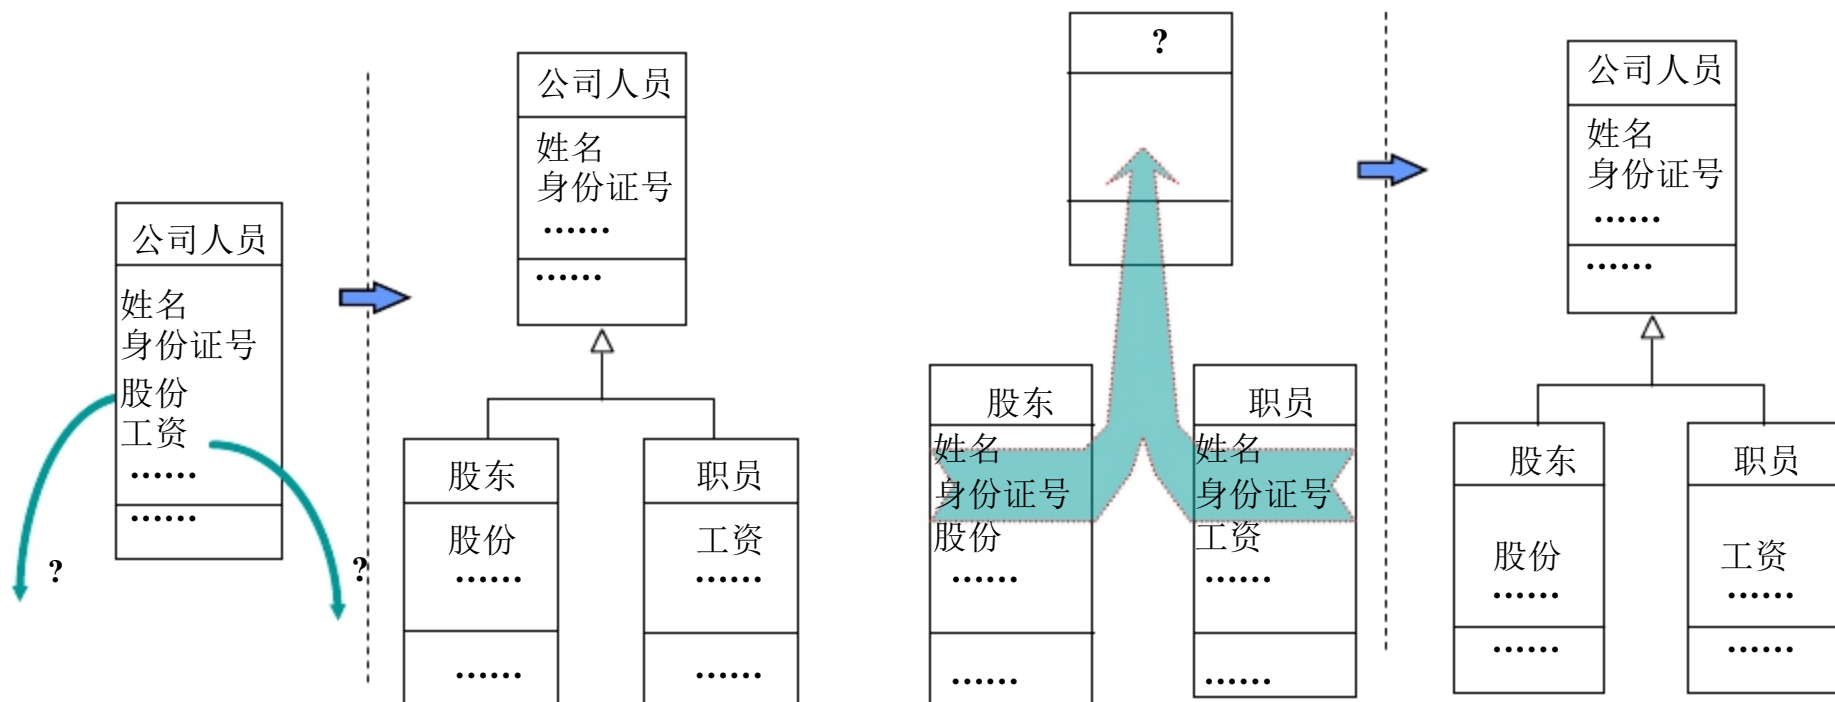 公司人员
姓名
身份证号
股份
工资
......
......
?
?
公司人员
姓名
身份证号
......
......
股东
股份
......
......
职员
工资
......
......
?
股东
姓名
身份证号
股份
......
......
职员
姓名
身份证号
工资
......
......
公司人员
姓名
身份证号
......
......
股东
股份
......
......
职员
工资
......
......